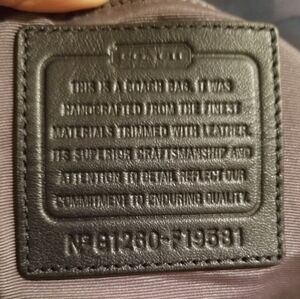 COACH
THIS IS A COACH BAG. IT WAS
HANDCRAFTED FROM THE FINEST
MATERIALS TRIMMED WITH LEATHER.
ITS SUPERIOR CRAFTSMANSHIP AND
ATTENTION TO DETAIL REFLECT OUR
COMMITMENT TO ENDURING QUALITY.
Nº B1260-F19581